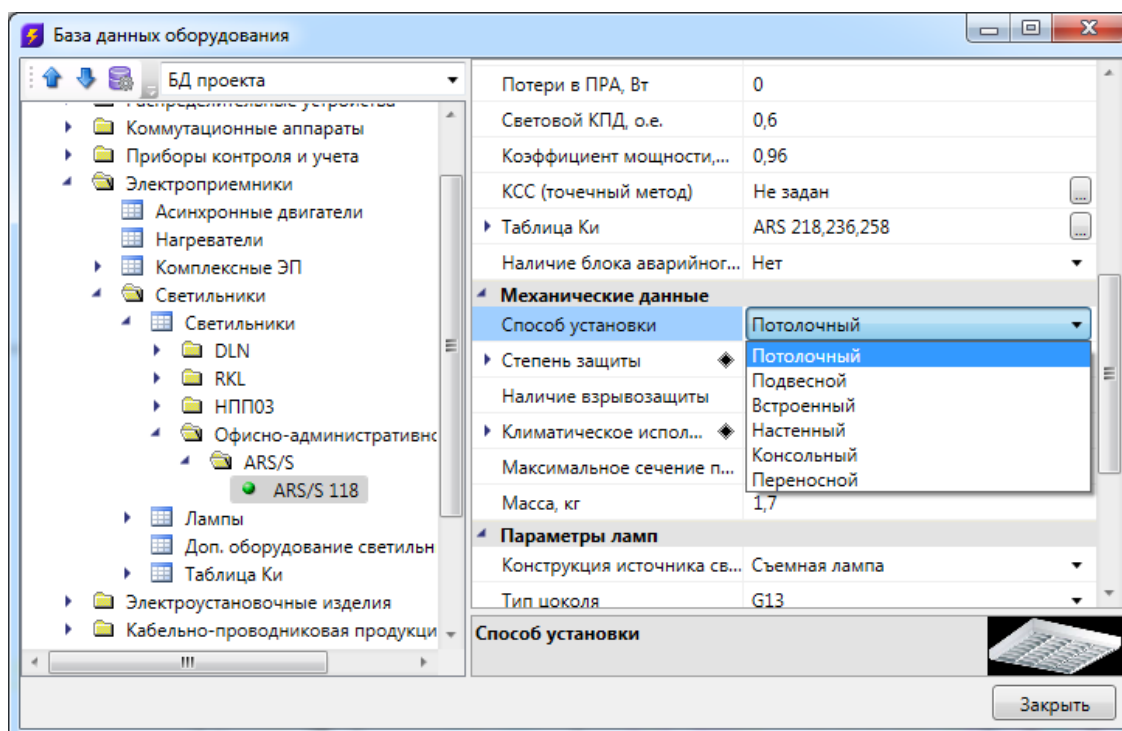 База данных оборудования
БД проекта
Распределительные устройства
Коммутационные аппараты
Приборы контроля и учета
Электроприемники
Асинхронные двигатели
Нагреватели
Комплексные ЭП
Светильники
Светильники
DLN
RKL
НПП03
Офисно-административнс
ARS/S
ARS/S 118
Лампы
Доп. оборудование светильн
Таблица Ки
Электроустановочные изделия
Кабельно-проводниковая продукци
Потери в ПРА, Вт 0
Световой КПД, о.е. 0,6
Коэффициент мощности,... 0,96
КСС (точечный метод) Не задан ...
Таблица Ки ARS 218,236,258 ...
Наличие блока аварийног... Нет
Механические данные
Способ установки Потолочный
Степень защиты
Наличие взрывозащиты
Климатическое испол...
Максимальное сечение п...
Масса, кг 1,7
Потолочный
Подвесной
Встроенный
Настенный
Консольный
Переносной
Параметры ламп
Конструкция источника св... Съемная лампа
Тип цоколя G13
Способ установки
Закрыть